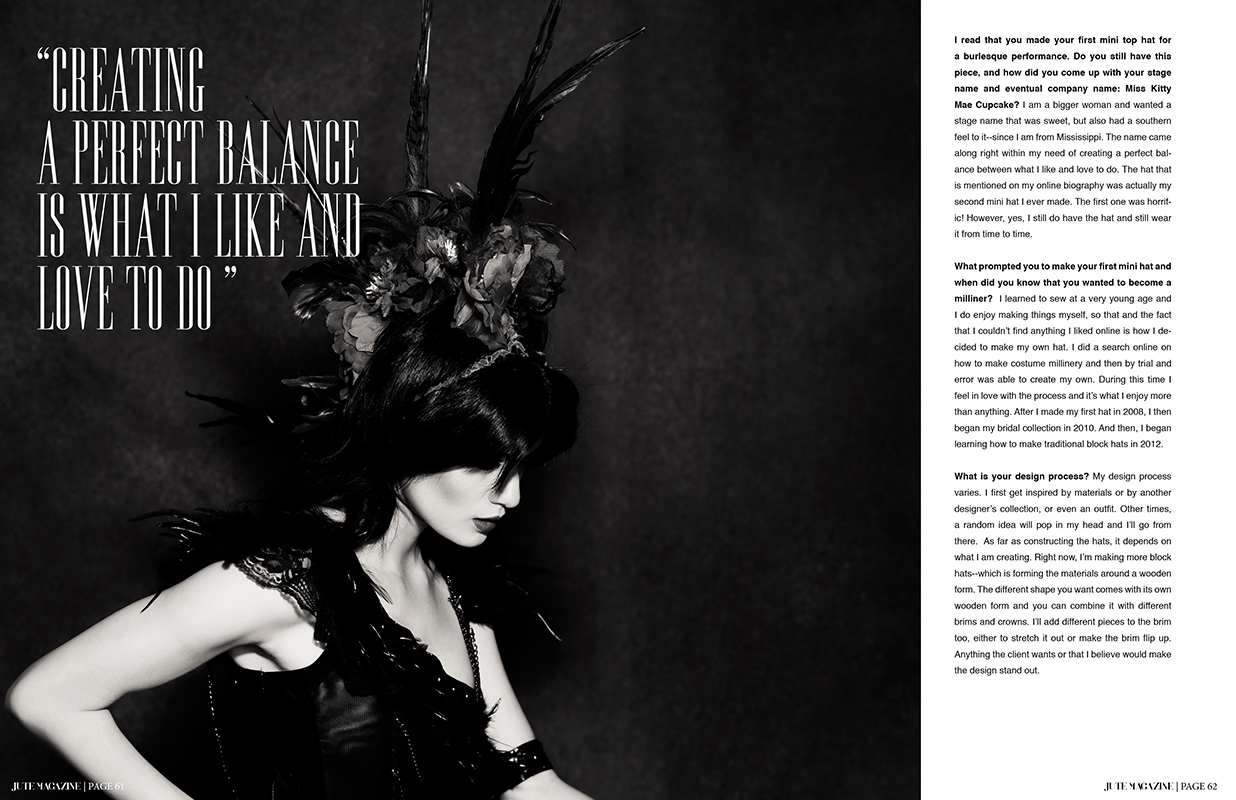 “CREATING
A PERFECT BALANCE
IS WHAT I LIKE AND
LOVE TO DO ”
JUTE MAGAZINE | PAGE 61
I read that you made your first mini top hat for
a burlesque performance. Do you still have this
piece, and how did you come up with your stage
name and eventual company name: Miss Kitty
Mae Cupcake? I am a bigger woman and wanted a
stage name that was sweet, but also had a southern
feel to it--since I am from Mississippi. The name came
along right within my need of creating a perfect bal-
ance between what I like and love to do. The hat that
is mentioned on my online biography was actually my
second mini hat I ever made. The first one was horrif-
ic! However, yes, I still do have the hat and still wear
it from time to time.
What prompted you to make your first mini hat and
when did you know that you wanted to become a
milliner? I learned to sew at a very young age and
I do enjoy making things myself, so that and the fact
that I couldn’t find anything I liked online is how I de-
cided to make my own hat. I did a search online on
how to make costume millinery and then by trial and
error was able to create my own. During this time I
feel in love with the process and it’s what I enjoy more
than anything. After I made my first hat in 2008, I then
began my bridal collection in 2010. And then, I began
learning how to make traditional block hats in 2012.
What is your design process? My design process
varies. I first get inspired by materials or by another
designer’s collection, or even an outfit. Other times,
a random idea will pop in my head and I’ll go from
there. As far as constructing the hats, it depends on
what I am creating. Right now, I’m making more block
hats--which is forming the materials around a wooden
form. The different shape you want comes with its own
wooden form and you can combine it with different
brims and crowns. I’ll add different pieces to the brim
too, either to stretch it out or make the brim flip up.
Anything the client wants or that I believe would make
the design stand out.
JUTE MAGAZINE | PAGE 62